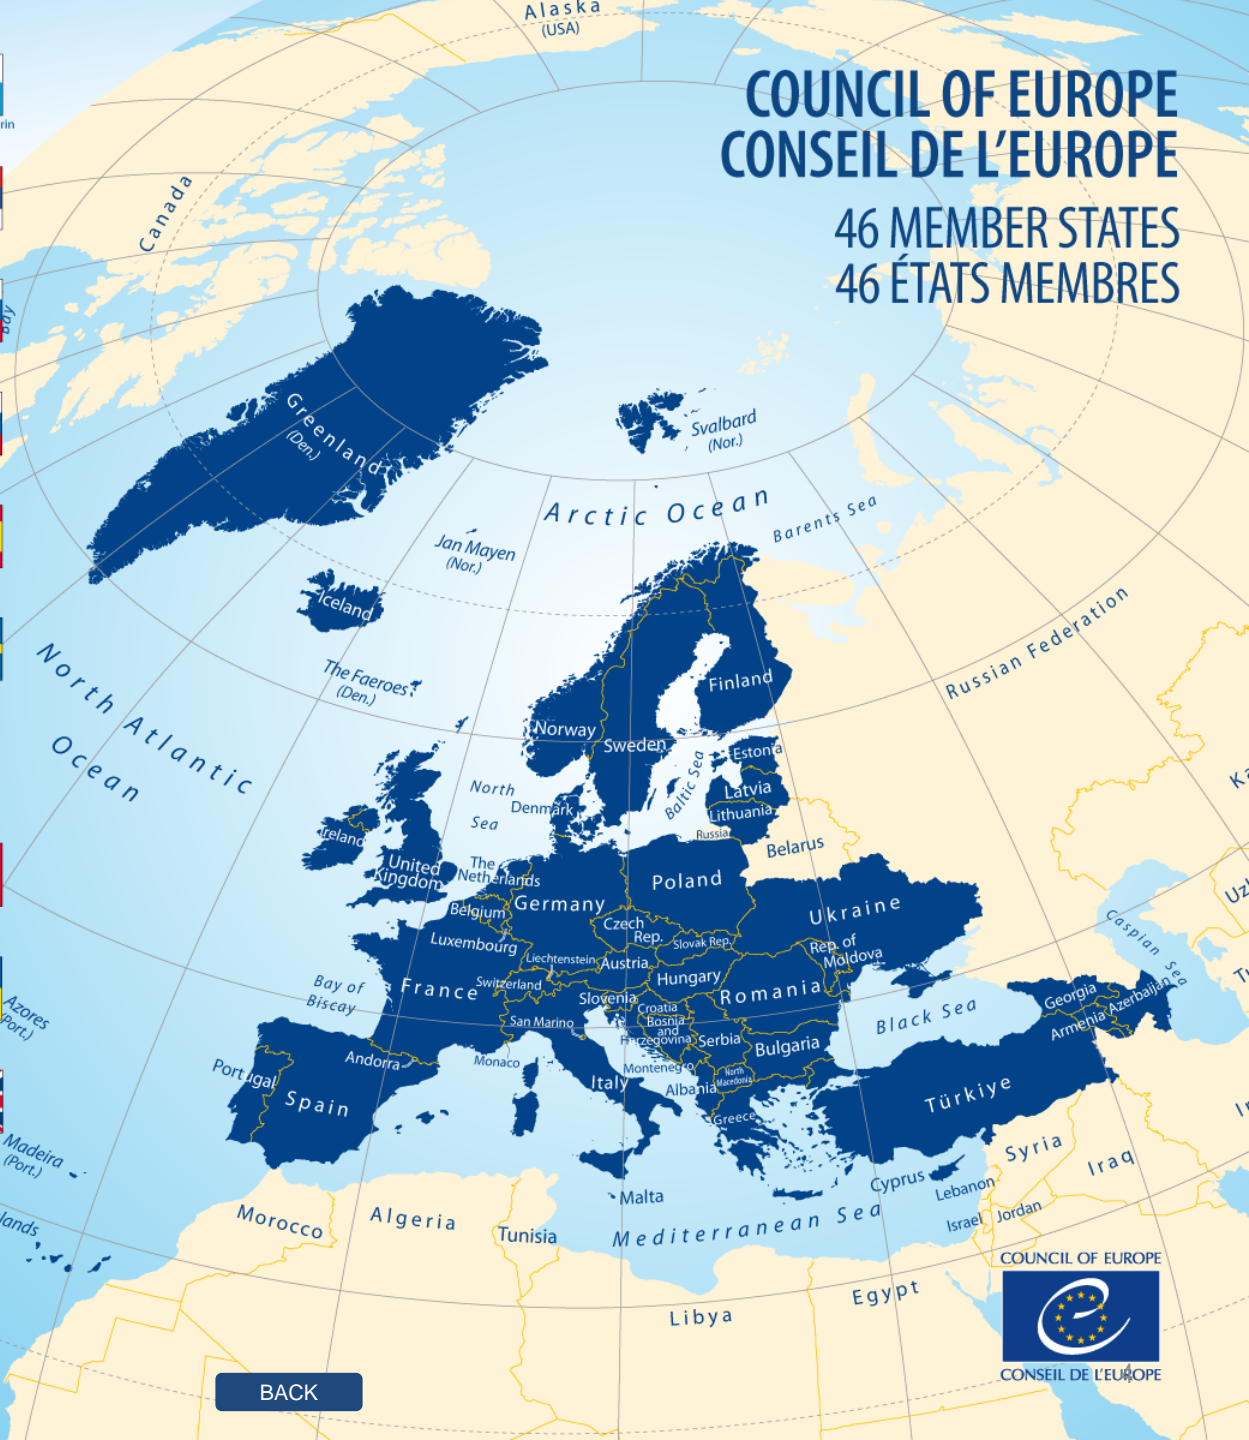 Alaska
(USA)
COUNCIL OF EUROPE
CONSEIL DE L'EUROPE
46 MEMBER STATES
46 ÉTATS MEMBRES
rin
Canada
Bay
Greenland
(Den.)
Svalbard
(Nor.)
Arctic Ocean
Barents Sea
Jan Mayen
(Nor.)
Iceland
Russian Federation
The Faeroes
(Den.)
North Atlantic
Ocean
Finland
Norway
Sweden
Estonia
Baltic Sea
Latvia
Lithuania
Russia
Belarus
North
Sea
Denmark
Ireland
United
Kingdom
The
Netherlands
Belgium
Germany
Poland
Luxembourg
Czech
Rep.
Slovak Rep.
Ukraine
Rep. of
Moldova
Liechtenstein
Austria
Switzerland
Hungary
Romania
France
Bay of
Biscay
Slovenia
Croatia
San Marino
Bosnia
and
Herzegovina
Serbia
Bulgaria
Black Sea
Caspian Sea
Georgia
Armenia
Azerbaijan
Monaco
Montenegro
North
Macedonia
Andorra
Portugal
Spain
Italy
Albania
Greece
Türkiye
Azores
(Port.)
Madeira
(Port.)
lands
Malta
Cyprus
Syria
Iraq
Lebanon
Israel
Jordan
Mediterranean Sea
Morocco
Algeria
Tunisia
Libya
Egypt
Ka
Uz
COUNCIL OF EUROPE
CONSEIL DE L'EUROPE
4
BACK